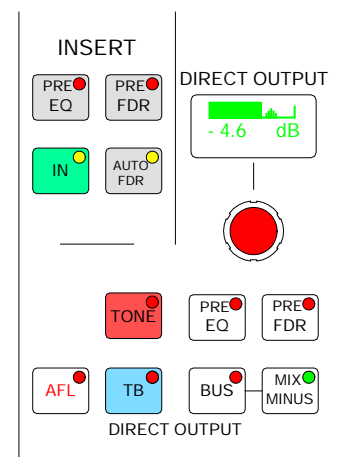 INSERT
PRE
EQ
PRE
FDR
DIRECT OUTPUT
- 4.6 dB
IN
AUTO
FDR
TONE
PRE
EQ
PRE
FDR
AFL
TB
BUS
MIX
MINUS
DIRECT OUTPUT